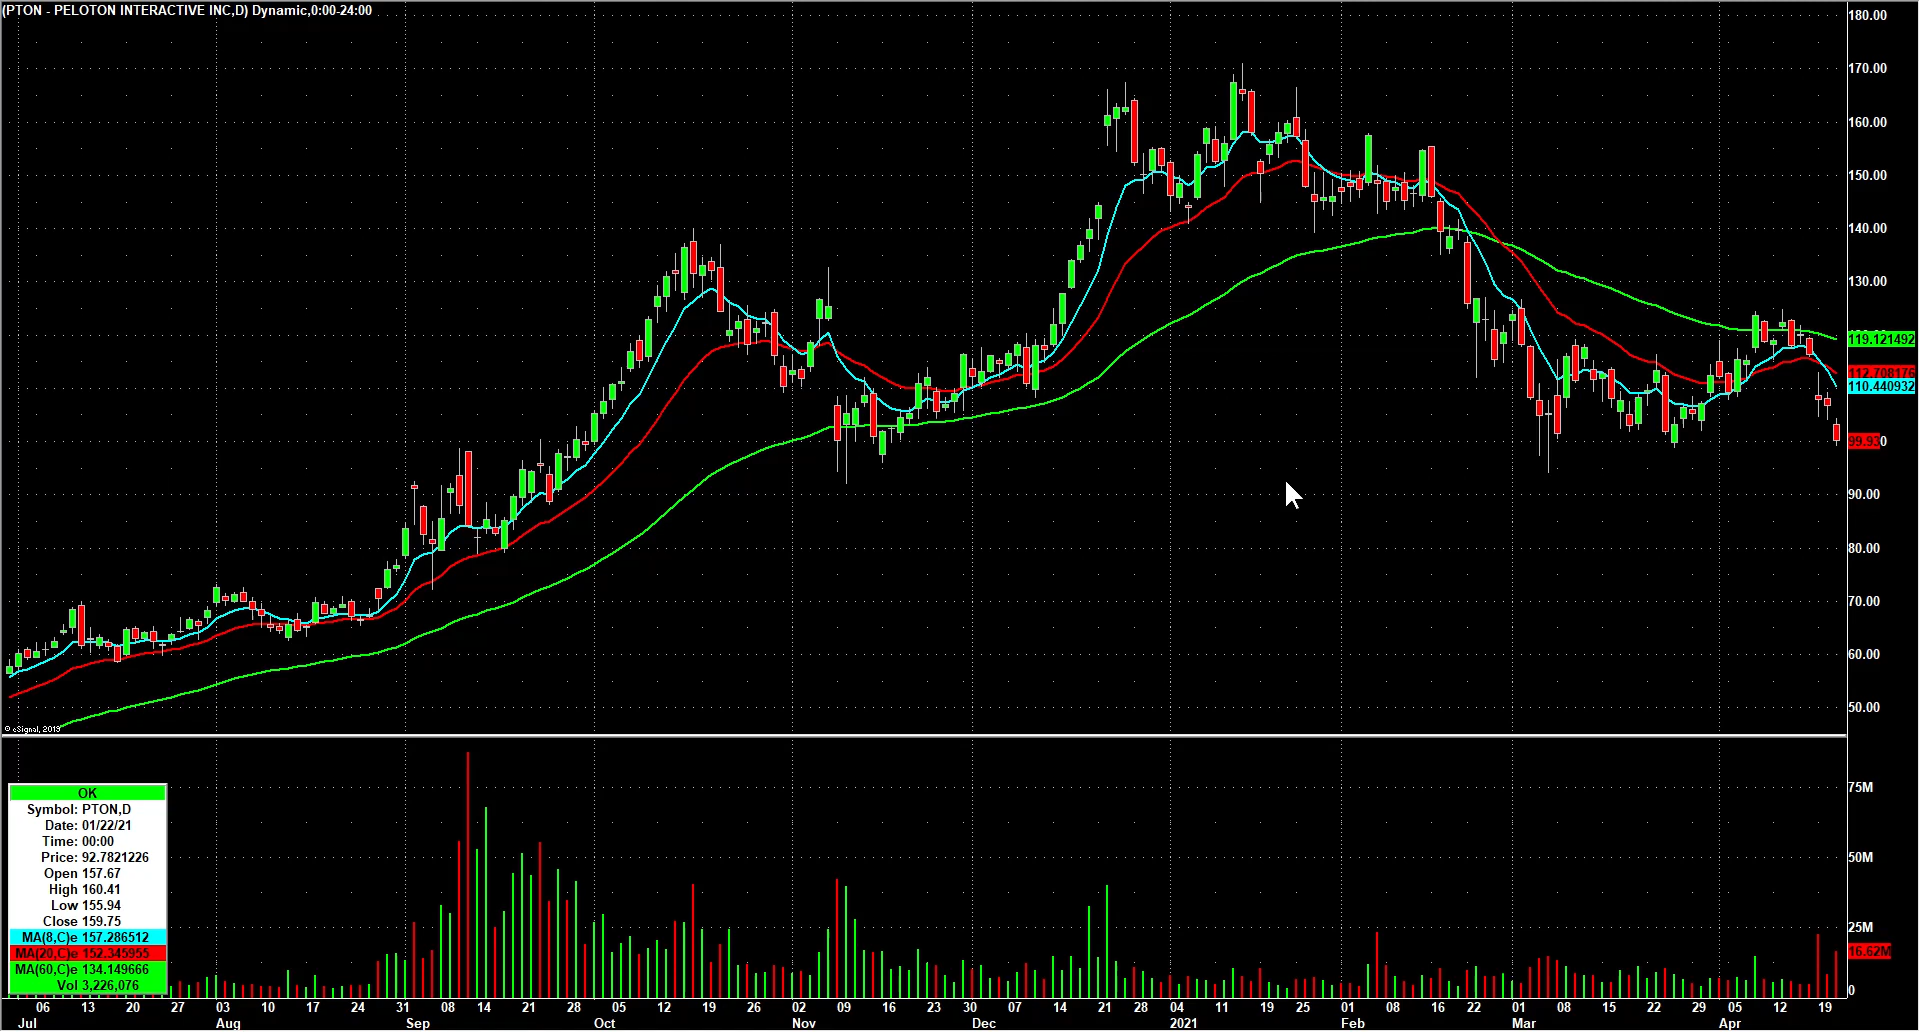 (PTON - PELOTON INTERACTIVE INC,D) Dynamic,0:00-24:00
180.00
170.00
160.00
150.00
140.00
130.00
119.121492
112.708176
110.440932
99.930
90.00
80.00
70.00
60.00
50.00
© eSignal, 2013
75M
50M
25M
16.62M
0
OK
Symbol: PTON,D
Date: 01/22/21
Time: 00:00
Price: 92.7821226
Open 157.67
High 160.41
Low 155.94
Close 159.75
MA(8,C)e 157.286512
MA(20,C)e 152.345955
MA(60,C)e 134.149666
Vol 3,226,076
06 13 20 27 03 10 17 24 31 08 14 21 28 05 12 19 26 02 09 16 23 30 07 14 21 28 04 11 19 25 01 08 16 22 01 08 15 22 29 05 12 19
Jul Aug Sep Oct Nov Dec 2021 Feb Mar Apr